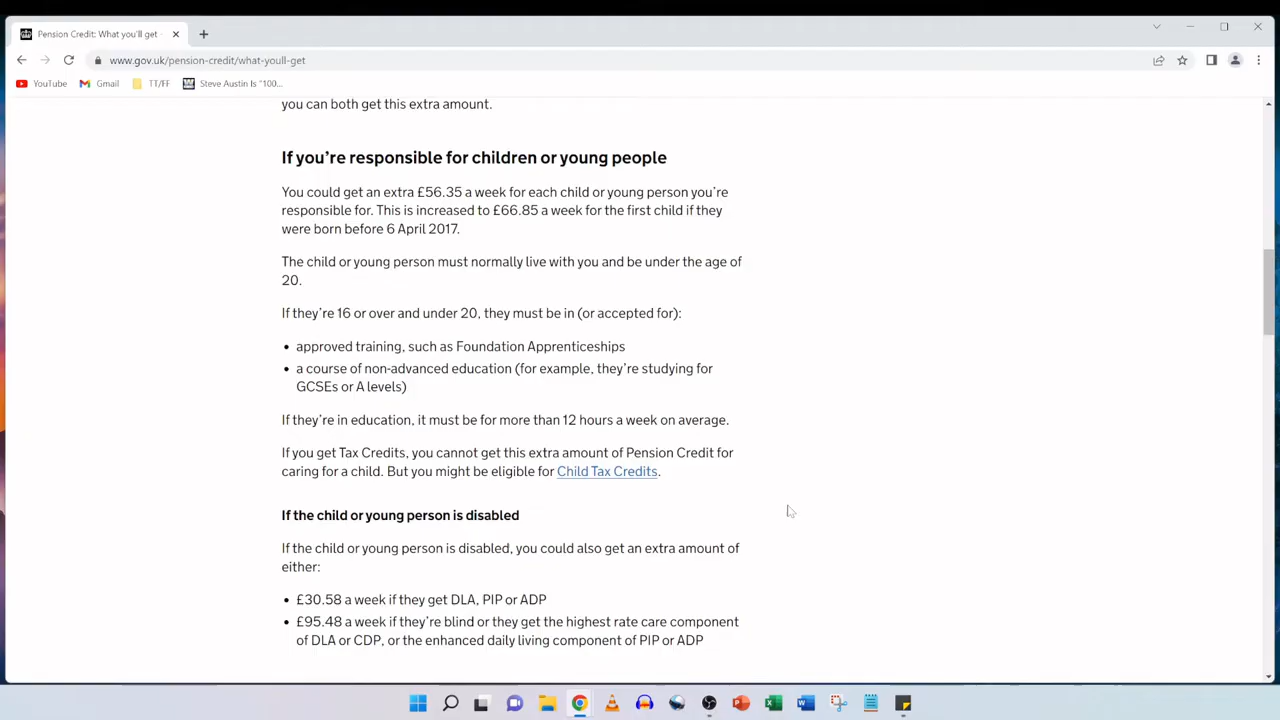 Pension Credit: What you'll get
www.gov.uk/pension-credit/what-youll-get
YouTube
Gmail
TT/FF
Steve Austin Is "100...
you can both get this extra amount.
If you’re responsible for children or young people
You could get an extra £56.35 a week for each child or young person you’re
responsible for. This is increased to £66.85 a week for the first child if they
were born before 6 April 2017.
The child or young person must normally live with you and be under the age of
20.
If they’re 16 or over and under 20, they must be in (or accepted for):
• approved training, such as Foundation Apprenticeships
• a course of non-advanced education (for example, they’re studying for
GCSEs or A levels)
If they’re in education, it must be for more than 12 hours a week on average.
If you get Tax Credits, you cannot get this extra amount of Pension Credit for
caring for a child. But you might be eligible for Child Tax Credits.
If the child or young person is disabled
If the child or young person is disabled, you could also get an extra amount of
either:
• £30.58 a week if they get DLA, PIP or ADP
• £95.48 a week if they’re blind or they get the highest rate care component
of DLA or CDP, or the enhanced daily living component of PIP or ADP